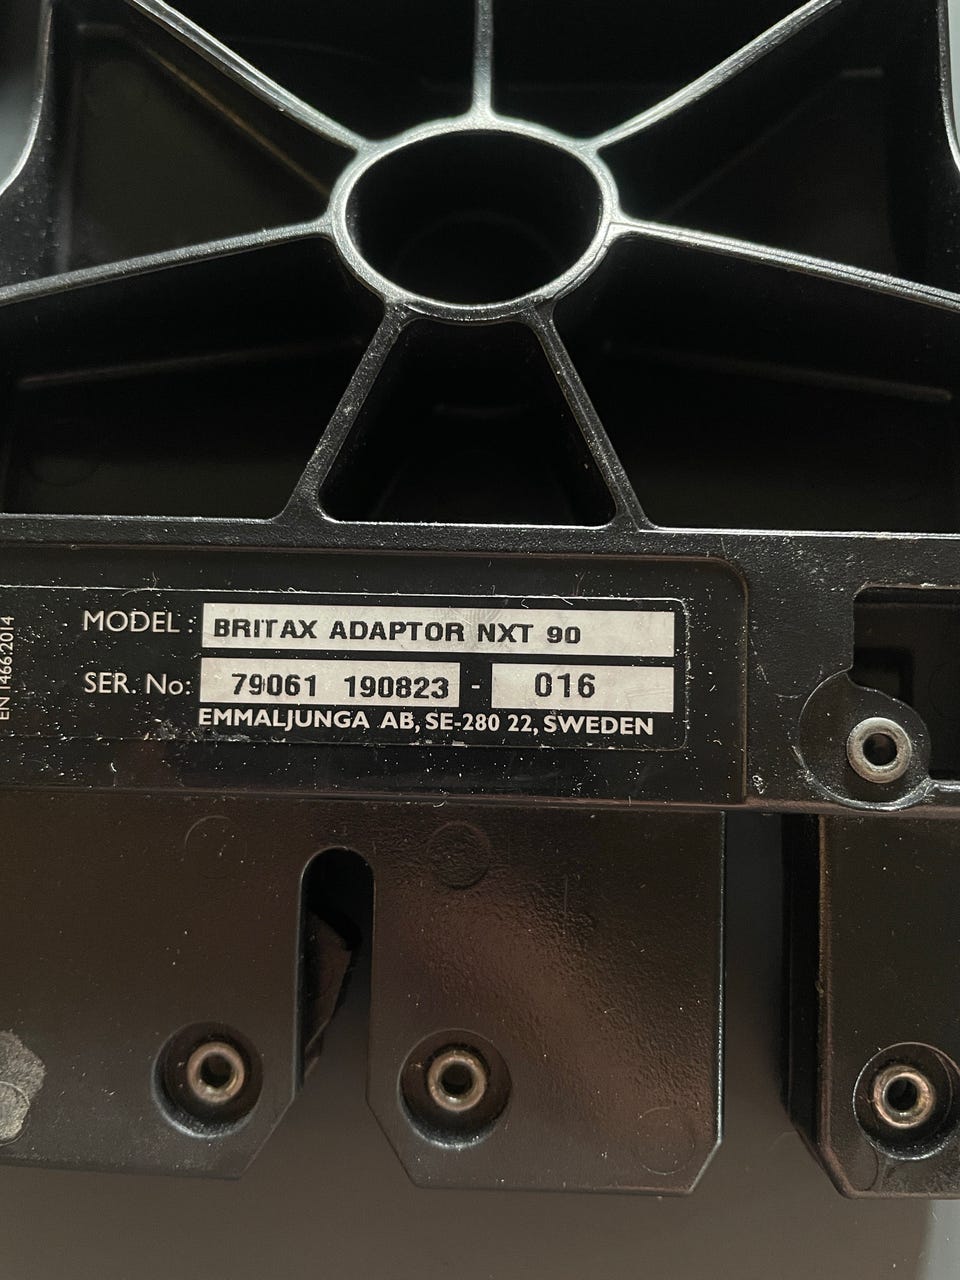 MODEL : BRITAX ADAPTOR NXT 90
SER. No: 79061 190823 - 016
EMMALJUNGA AB, SE-280 22, SWEDEN
EN 1466:2014